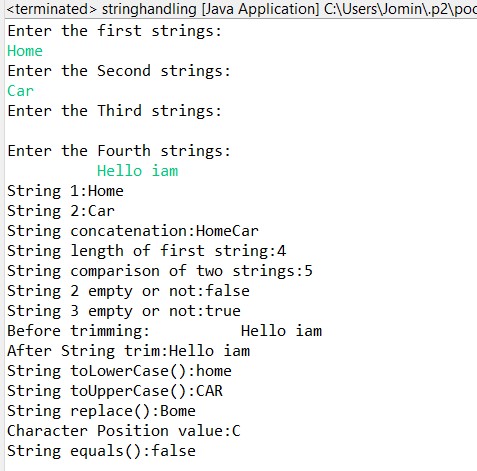 <terminated> stringhandling [Java Application] C:\Users\Jomin\.p2\poo
Enter the first strings:
Home
Enter the Second strings:
Car
Enter the Third strings:

Enter the Fourth strings:
          Hello iam
String 1:Home
String 2:Car
String concatenation:HomeCar
String length of first string:4
String comparison of two strings:5
String 2 empty or not:false
String 3 empty or not:true
Before trimming:          Hello iam
After String trim:Hello iam
String toLowerCase():home
String toUpperCase():CAR
String replace():Bome
Character Position value:C
String equals():false